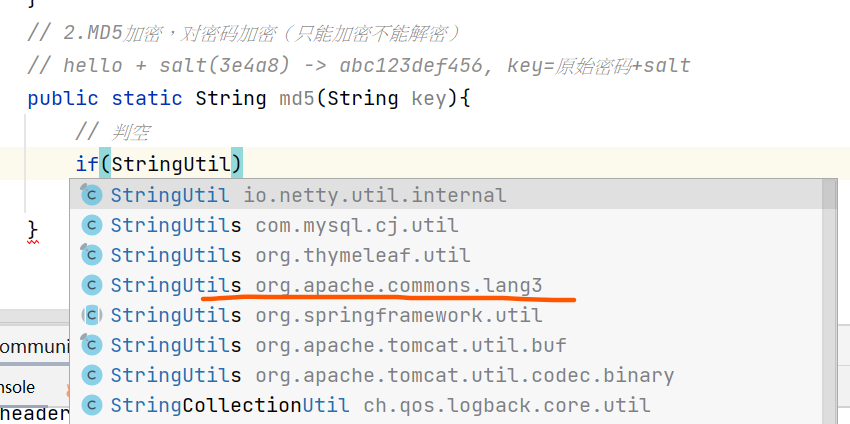 }
// 2.MD5加密，对密码加密（只能加密不能解密）
// hello + salt(3e4a8) -> abc123def456, key=原始密码+salt
public static String md5(String key){
// 判空
if(StringUtil)
StringUtil io.netty.util.internal
StringUtils com.mysql.cj.util
}
StringUtils org.thymeleaf.util
StringUtils org.apache.commons.lang3
StringUtils org.springframework.util
StringUtils org.apache.tomcat.util.buf
StringUtils org.apache.tomcat.util.codec.binary
StringCollectionUtil ch.qos.logback.core.util
ommuni
nsole
header